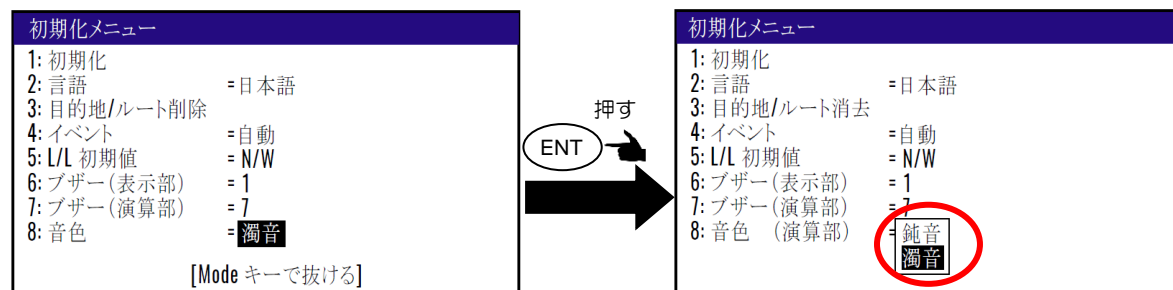 初期化メニュー
1: 初期化
2: 言語 =日本語
3: 目的地/ルート削除
4: イベント =自動
5: L/L 初期値 = N/W
6: ブザー(表示部) = 1
7: ブザー(演算部) = 7
8: 音色 = 濁音
[Mode キーで抜ける]
押す
ENT
初期化メニュー
1: 初期化
2: 言語 =日本語
3: 目的地/ルート消去
4: イベント =自動
5: L/L 初期値 = N/W
6: ブザー(表示部) = 1
7: ブザー(演算部) = 7
8: 音色 (演算部) = 鈍音
濁音